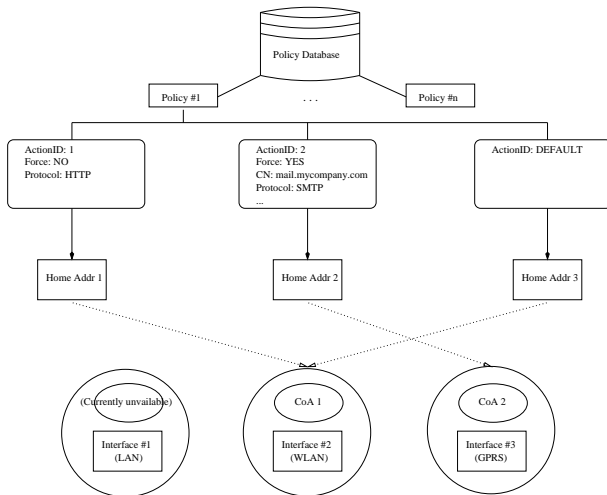 Policy Database
Policy #1
. . .
Policy #n
ActionID: 1
Force: NO
Protocol: HTTP
ActionID: 2
Force: YES
CN: mail.mycompany.com
Protocol: SMTP
...
ActionID: DEFAULT
Home Addr 1
Home Addr 2
Home Addr 3
(Currently unvailable)
CoA 1
CoA 2
Interface #1
(LAN)
Interface #2
(WLAN)
Interface #3
(GPRS)